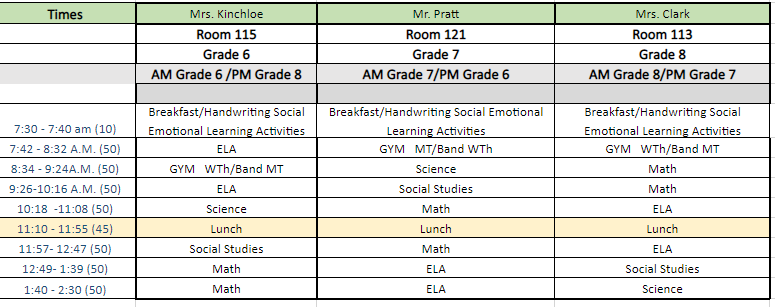 Times Mrs. Kinchloe Mr. Pratt Mrs. Clark
Room 115 Room 121 Room 113
Grade 6 Grade 7 Grade 8
AM Grade 6 /PM Grade 8 AM Grade 7/PM Grade 6 AM Grade 8/PM Grade 7
Breakfast/Handwriting Social Breakfast/Handwriting Social Emotional Breakfast/Handwriting Social
7:30 - 7:40 am (10) Emotional Learning Activities Learning Activities Emotional Learning Activities
7:42 - 8:32 A.M. (50) ELA GYM MT/Band WTh GYM WTh/Band MT
8:34 - 9:24A.M. (50) GYM WTh/Band MT Science Math
9:26-10:16 A.M. (50) ELA Social Studies Math
10:18 -11:08 (50) Science Math ELA
11:10 - 11:55 (45) Lunch Lunch Lunch
11:57- 12:47 (50) Social Studies Math ELA
12:49- 1:39 (50) Math ELA Social Studies
1:40 - 2:30 (50) Math ELA Science